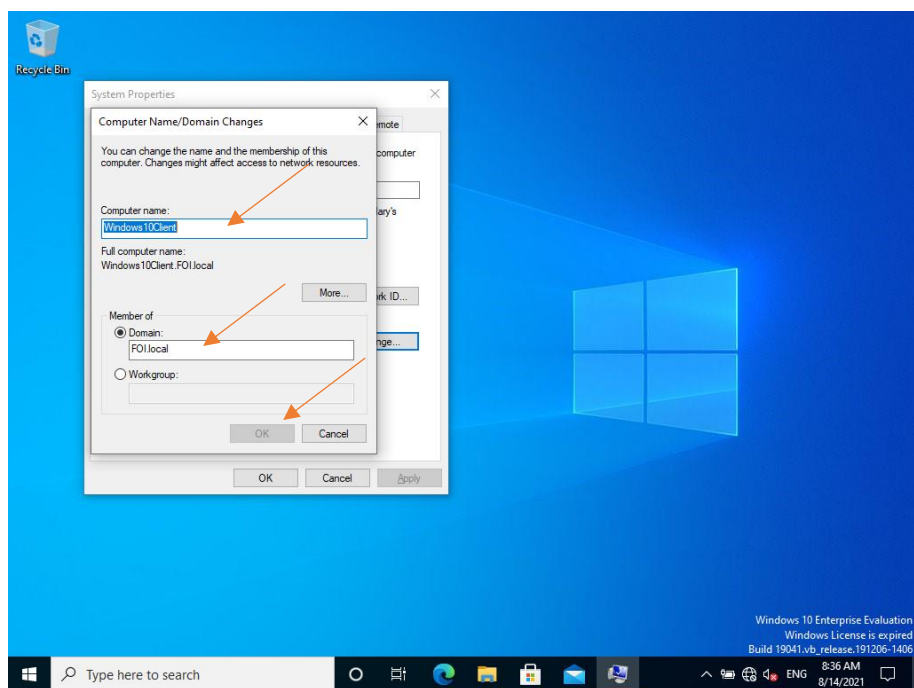 Recycle Bin
System Properties
Computer Name/Domain Changes
emote
You can change the name and the membership of this
computer. Changes might affect access to network resources.
computer
Computer name:
ary's
Windows10Client
Full computer name:
Windows10Client.FOI.local
More...
rk ID...
Member of
Domain:
nge...
FOI.local
Workgroup:
OK Cancel
OK Cancel Apply
Windows 10 Enterprise Evaluation
Windows License is expired
Build 19041.vb_release.191206-1406
Type here to search
ENG
8:36 AM
8/14/2021